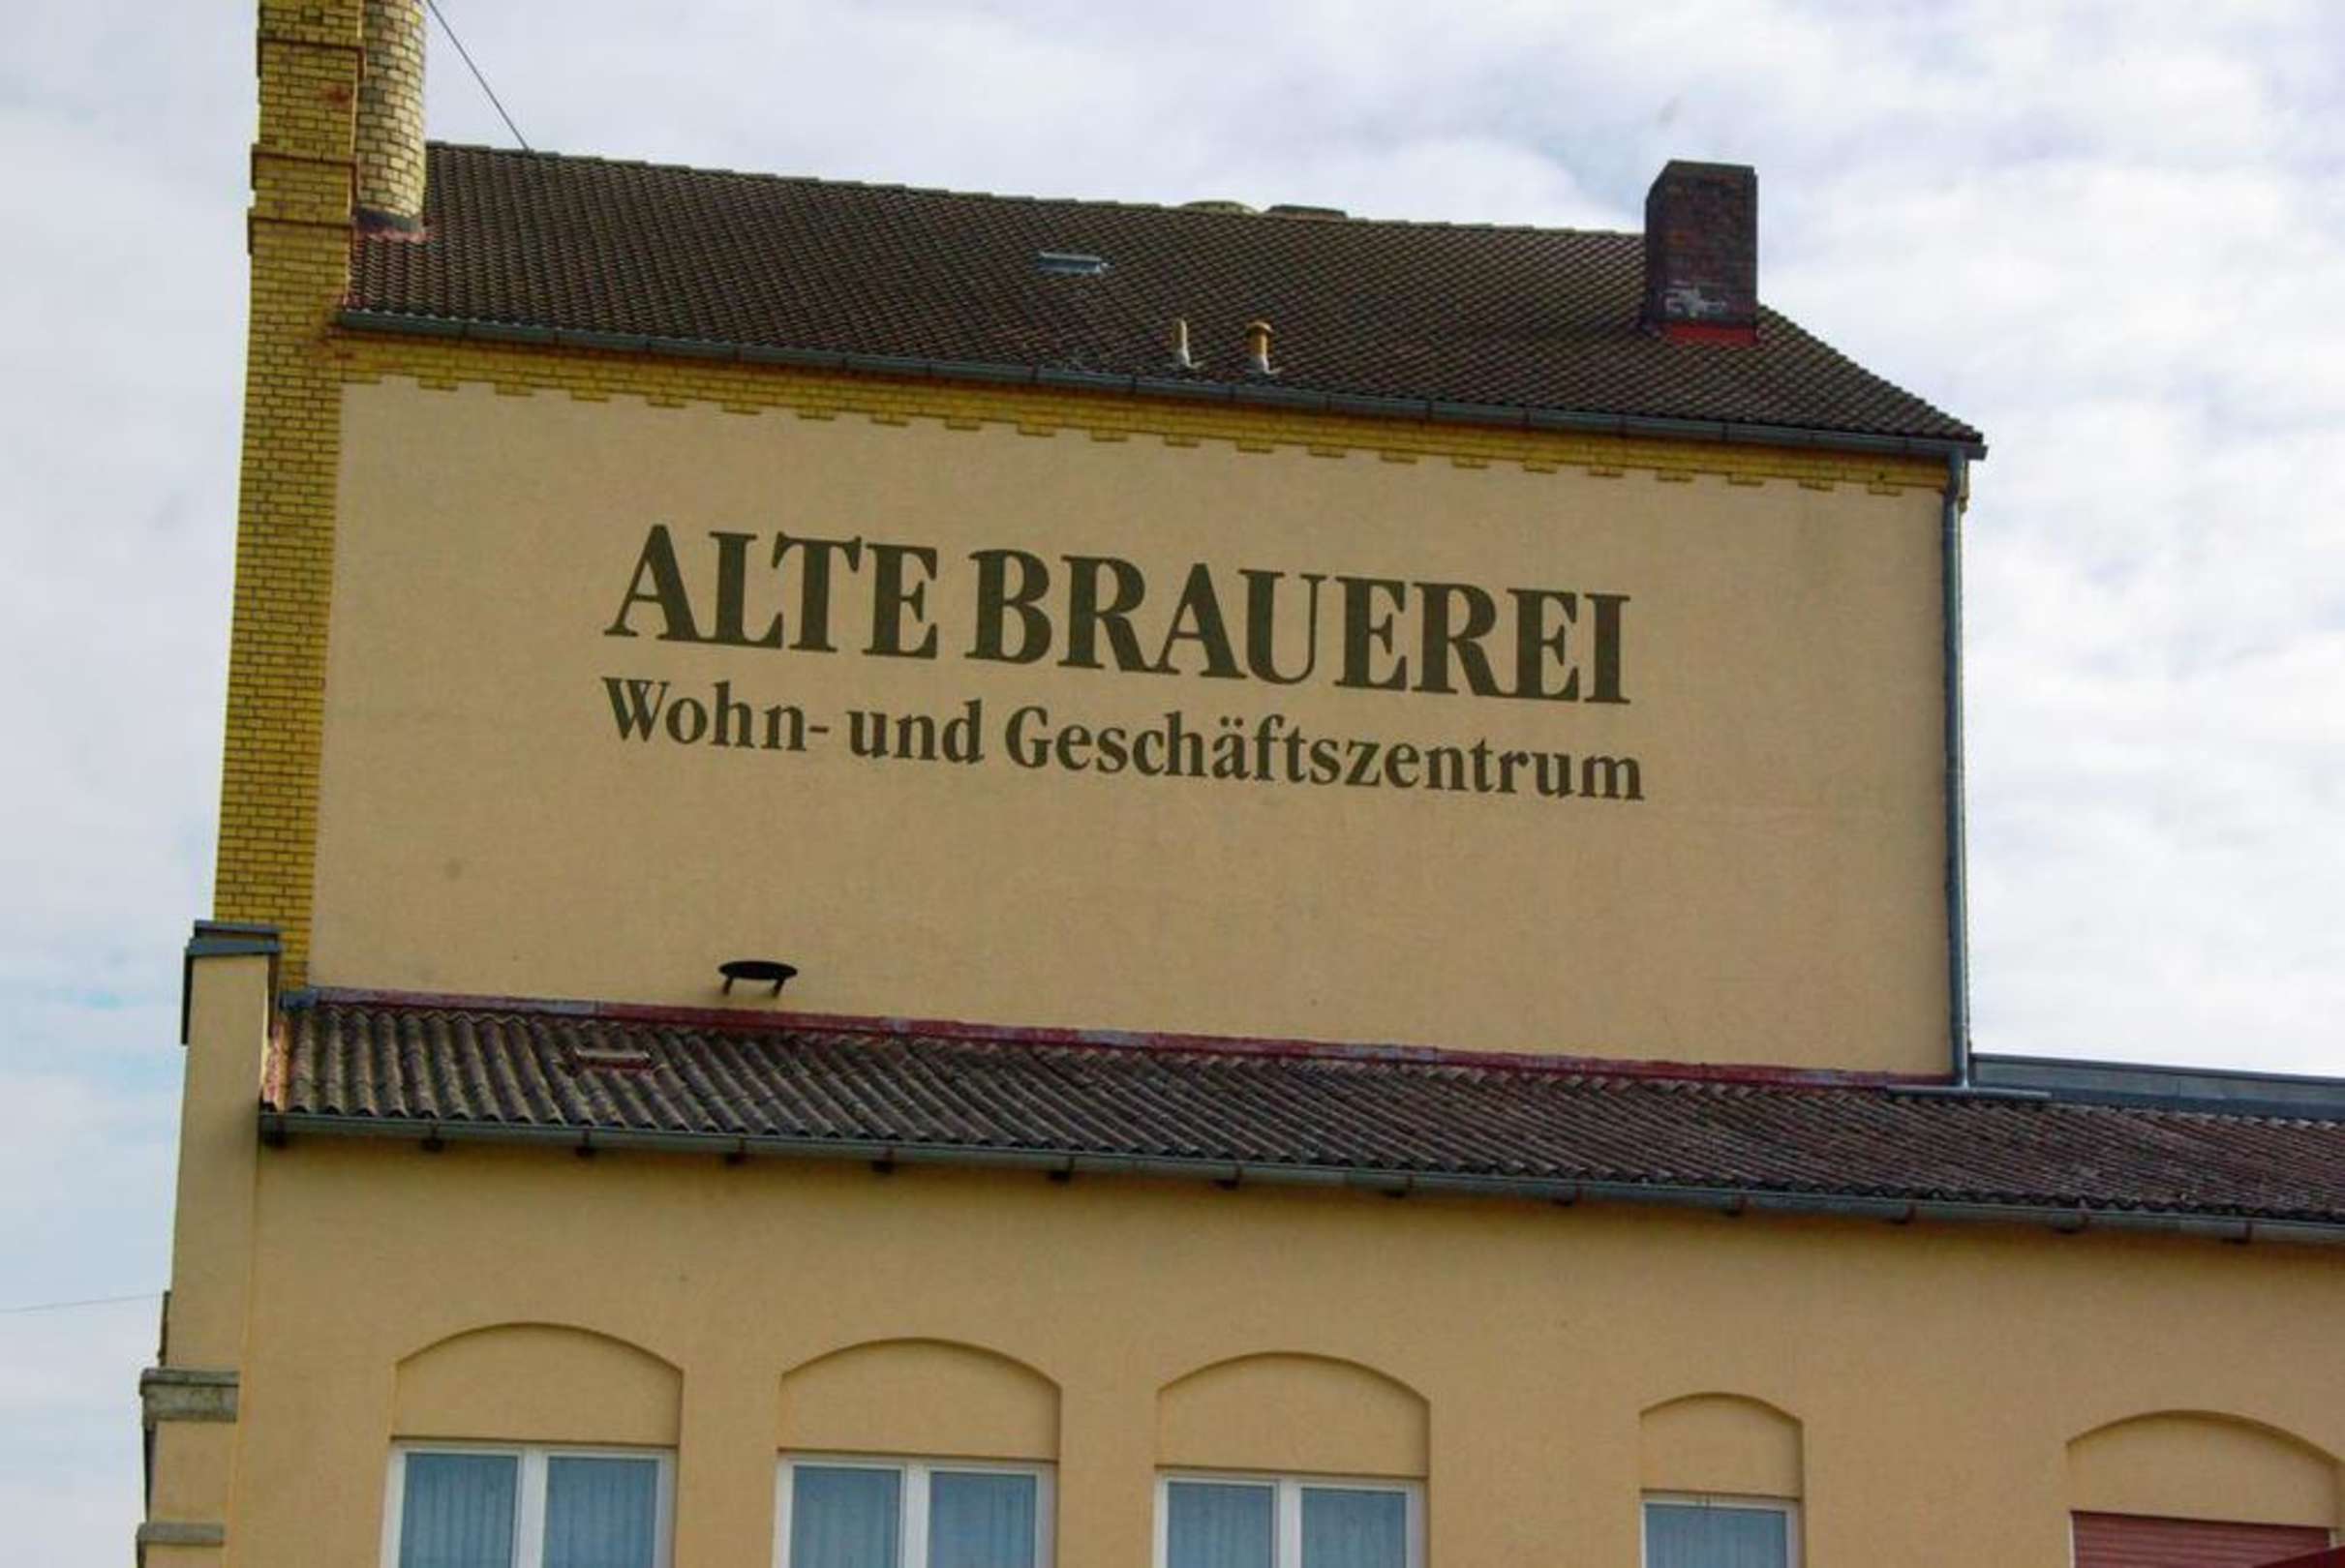 ALTE BRAUEREI
Wohn- und Geschäftszentrum